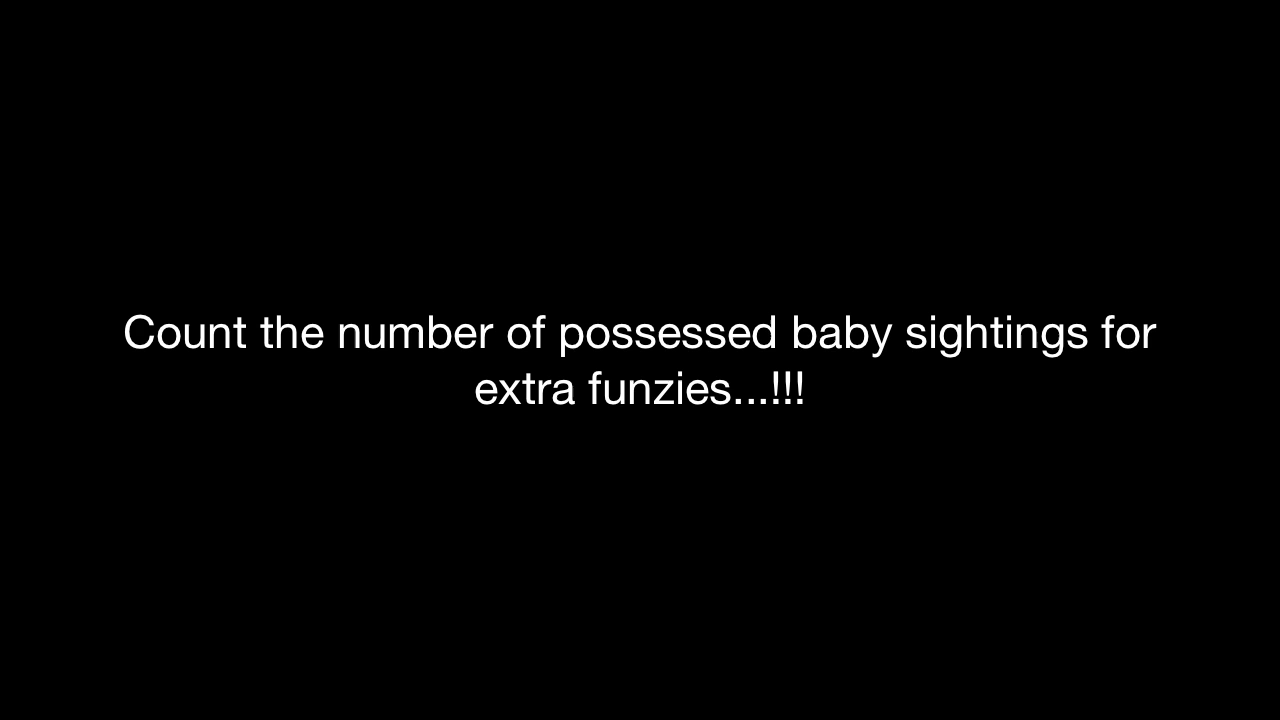 Count the number of possessed baby sightings for
extra funzies...!!!